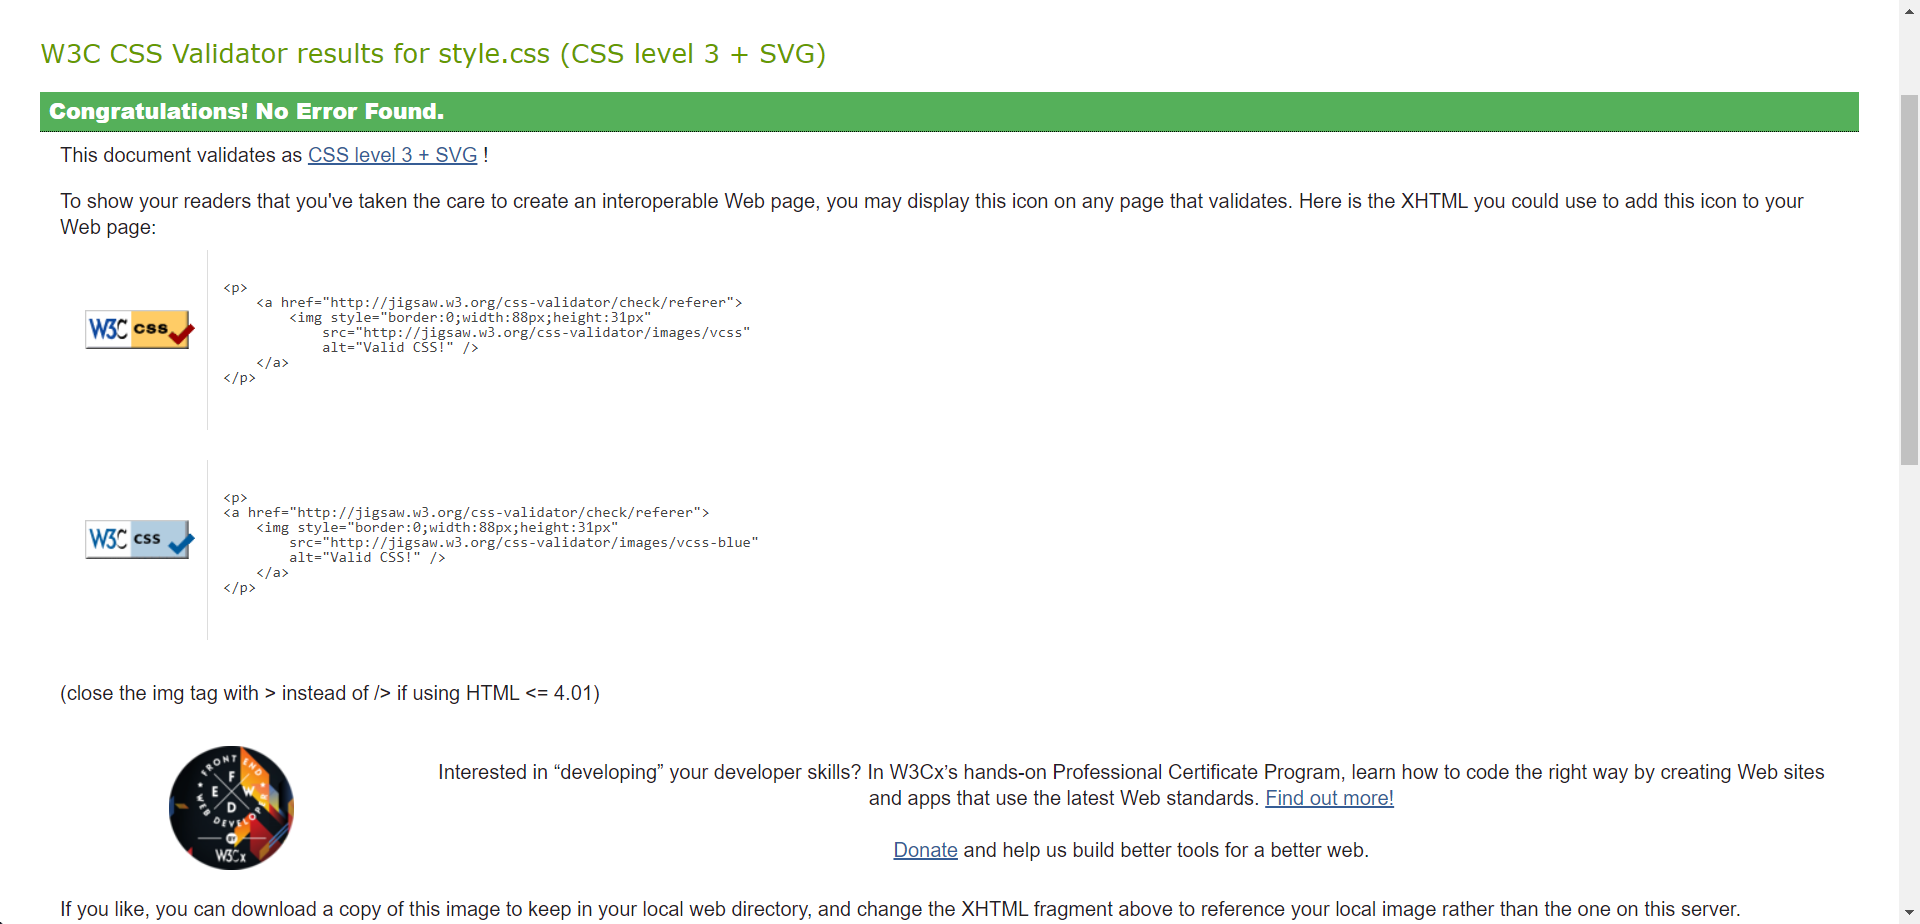 W3C CSS Validator results for style.css (CSS level 3 + SVG)
Congratulations! No Error Found.
This document validates as CSS level 3 + SVG !
To show your readers that you've taken the care to create an interoperable Web page, you may display this icon on any page that validates. Here is the XHTML you could use to add this icon to your
Web page:
W3C css
<p>
    <a href="http://jigsaw.w3.org/css-validator/check/referer">
        <img style="border:0;width:88px;height:31px"
            src="http://jigsaw.w3.org/css-validator/images/vcss"
            alt="Valid CSS!" />
    </a>
</p>
W3C css
<p>
<a href="http://jigsaw.w3.org/css-validator/check/referer">
    <img style="border:0;width:88px;height:31px"
        src="http://jigsaw.w3.org/css-validator/images/vcss-blue"
        alt="Valid CSS!" />
    </a>
</p>
(close the img tag with > instead of /> if using HTML <= 4.01)
FRONT END
F
E W
D
WEB DEVELOPER
BY
W3Cx
Interested in “developing” your developer skills? In W3Cx’s hands-on Professional Certificate Program, learn how to code the right way by creating Web sites
and apps that use the latest Web standards. Find out more!
Donate and help us build better tools for a better web.
If you like, you can download a copy of this image to keep in your local web directory, and change the XHTML fragment above to reference your local image rather than the one on this server.